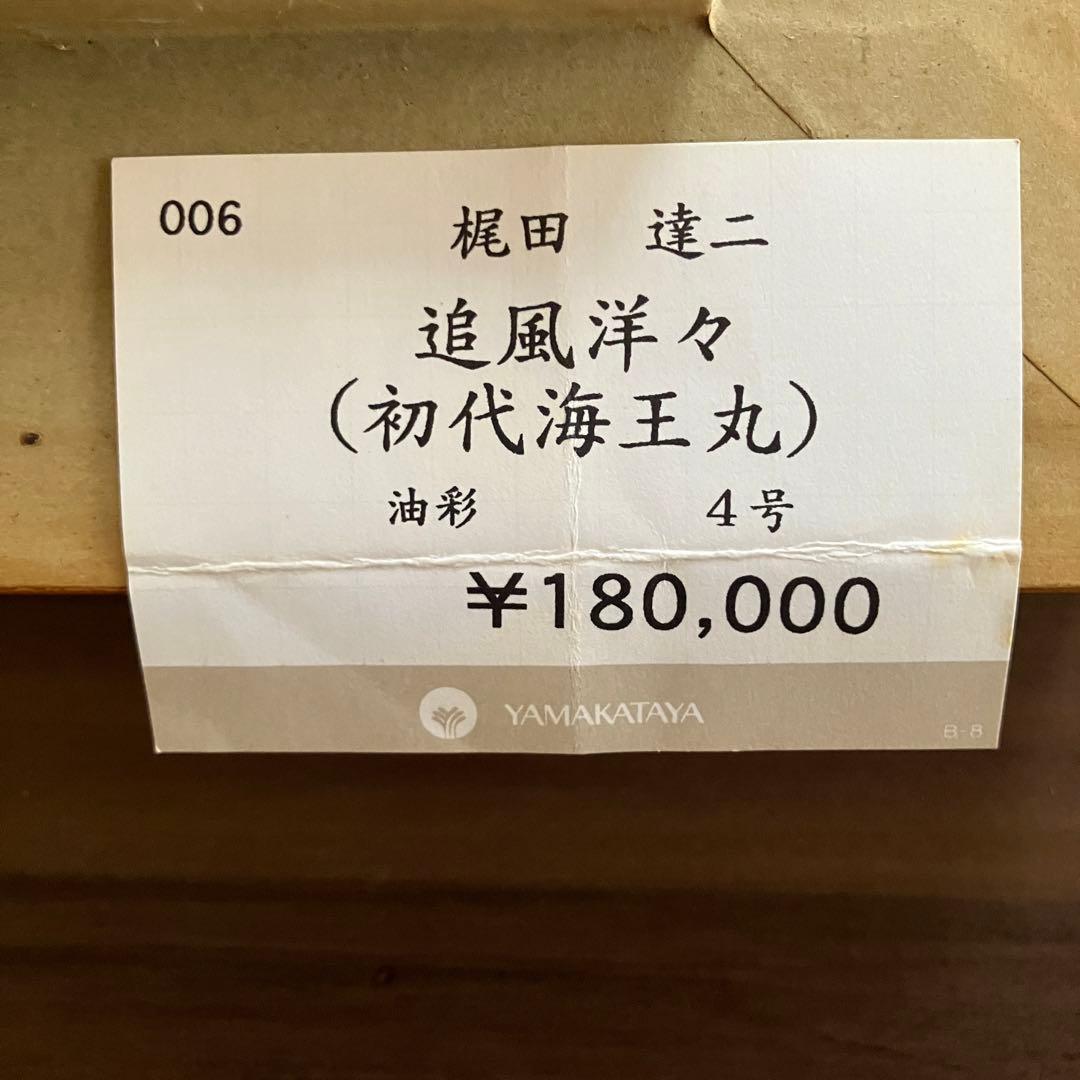 006
梶田 達二
追風洋々
(初代海王丸)
油彩 4号
¥180,000
YAMAKATAYA
B-8